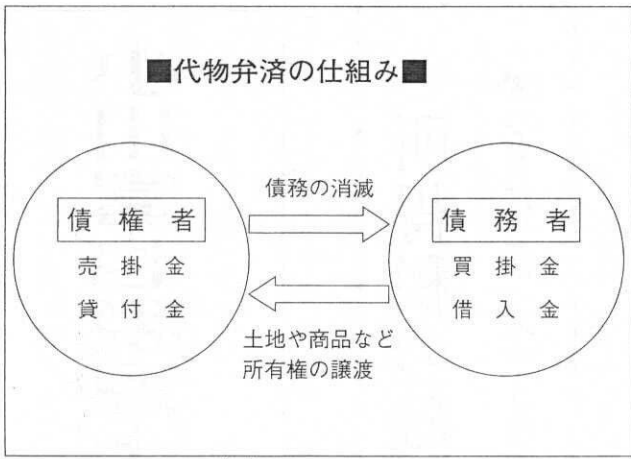 ■代物弁済の仕組み■
債務の消滅
債権者
売掛金
貸付金
債務者
買掛金
借入金
土地や商品など
所有権の譲渡